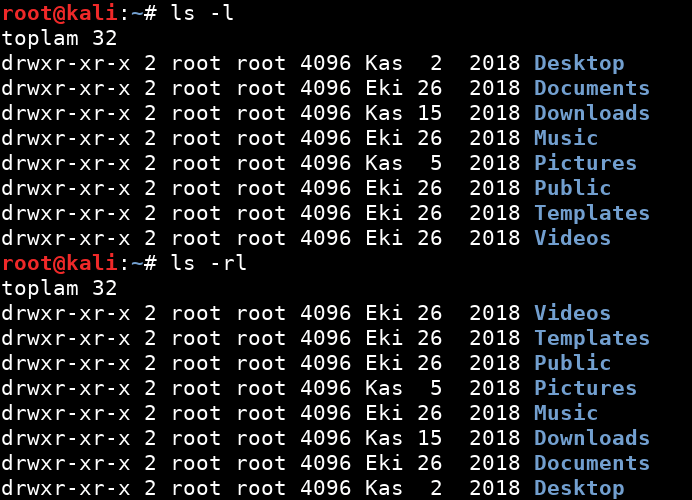 root@kali:~# ls -l
toplam 32
drwxr-xr-x 2 root root 4096 Kas  2  2018 Desktop
drwxr-xr-x 2 root root 4096 Eki 26  2018 Documents
drwxr-xr-x 2 root root 4096 Kas 15  2018 Downloads
drwxr-xr-x 2 root root 4096 Eki 26  2018 Music
drwxr-xr-x 2 root root 4096 Kas  5  2018 Pictures
drwxr-xr-x 2 root root 4096 Eki 26  2018 Public
drwxr-xr-x 2 root root 4096 Eki 26  2018 Templates
drwxr-xr-x 2 root root 4096 Eki 26  2018 Videos
root@kali:~# ls -rl
toplam 32
drwxr-xr-x 2 root root 4096 Eki 26  2018 Videos
drwxr-xr-x 2 root root 4096 Eki 26  2018 Templates
drwxr-xr-x 2 root root 4096 Eki 26  2018 Public
drwxr-xr-x 2 root root 4096 Kas  5  2018 Pictures
drwxr-xr-x 2 root root 4096 Eki 26  2018 Music
drwxr-xr-x 2 root root 4096 Kas 15  2018 Downloads
drwxr-xr-x 2 root root 4096 Eki 26  2018 Documents
drwxr-xr-x 2 root root 4096 Kas  2  2018 Desktop